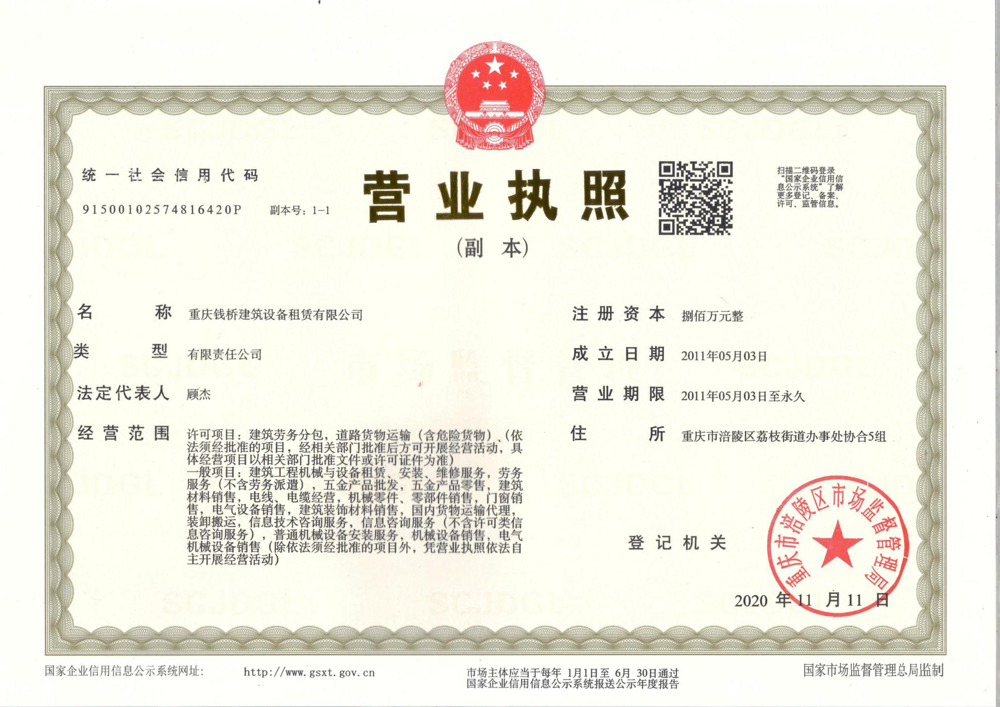 统一社会信用代码
91500102574816420P 副本号：1-1
营业执照
（副 本）
扫描二维码登录
“国家企业信用信
息公示系统”了解
更多登记、备案、
许可、监管信息。
名 称 重庆钱桥建筑设备租赁有限公司
类 型 有限责任公司
法定代表人 顾杰
经营范围 许可项目：建筑劳务分包，道路货物运输（含危险货物）、（依
法须经批准的项目，经相关部门批准后方可开展经营活动，具
体经营项目以相关部门批准文件或许可证件为准）
一般项目：建筑工程机械与设备租赁、安装、维修服务，劳务
服务（不含劳务派遣），五金产品批发，五金产品零售，建筑
材料销售，电线、电缆经营，机械零件、零部件销售，门窗销
售，电气设备销售，建筑装饰材料销售，国内货物运输代理，
装卸搬运，信息技术咨询服务，信息咨询服务（不含许可类信
息咨询服务），普通机械设备安装服务，机械设备销售，电气
机械设备销售（除依法须经批准的项目外，凭营业执照依法自
主开展经营活动）
注册资本 捌佰万元整
成立日期 2011年05月03日
营业期限 2011年05月03日至永久
住 所 重庆市涪陵区荔枝街道办事处协合5组
登记机关
重庆市涪陵区市场监督管理局
2020 年 11 月 11 日
国家企业信用信息公示系统网址： http://www.gsxt.gov.cn
市场主体应当于每年 1月1日至 6月 30日通过
国家企业信用信息公示系统报送公示年度报告
国家市场监督管理总局监制